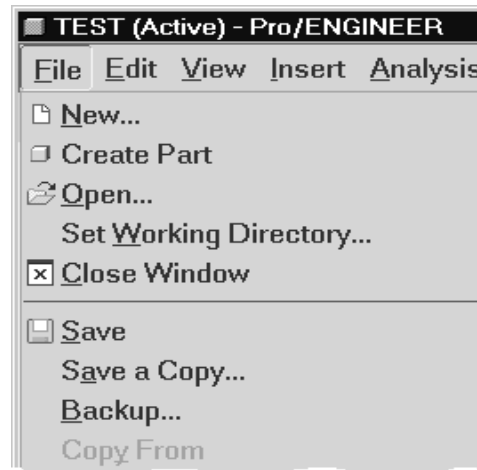 TEST (Active) - Pro/ENGINEER
File Edit View Insert Analysis
New...
Create Part
Open...
Set Working Directory...
Close Window
Save
Save a Copy...
Backup...
Copy From